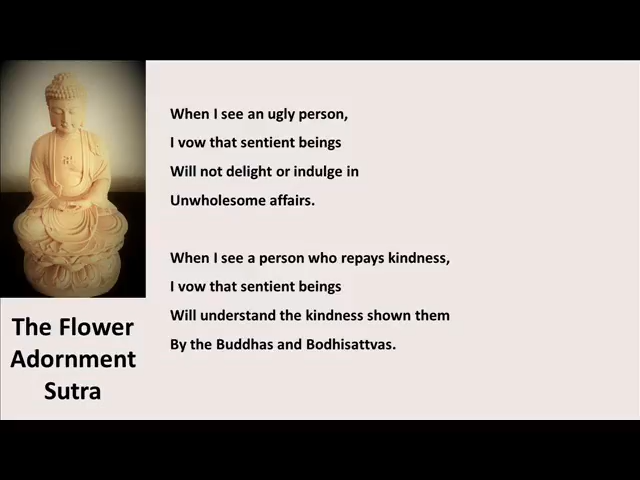 When I see an ugly person,
I vow that sentient beings
Will not delight or indulge in
Unwholesome affairs.
When I see a person who repays kindness,
I vow that sentient beings
Will understand the kindness shown them
By the Buddhas and Bodhisattvas.
The Flower
Adornment
Sutra